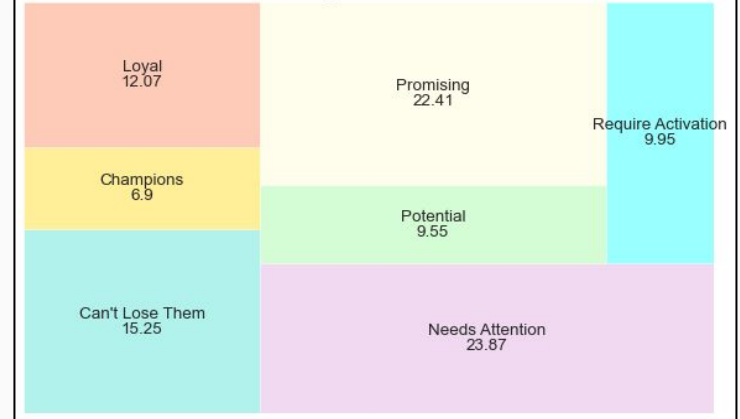 Loyal
12.07
Promising
22.41
Require Activation
9.95
Champions
6.9
Potential
9.55
Can't Lose Them
15.25
Needs Attention
23.87